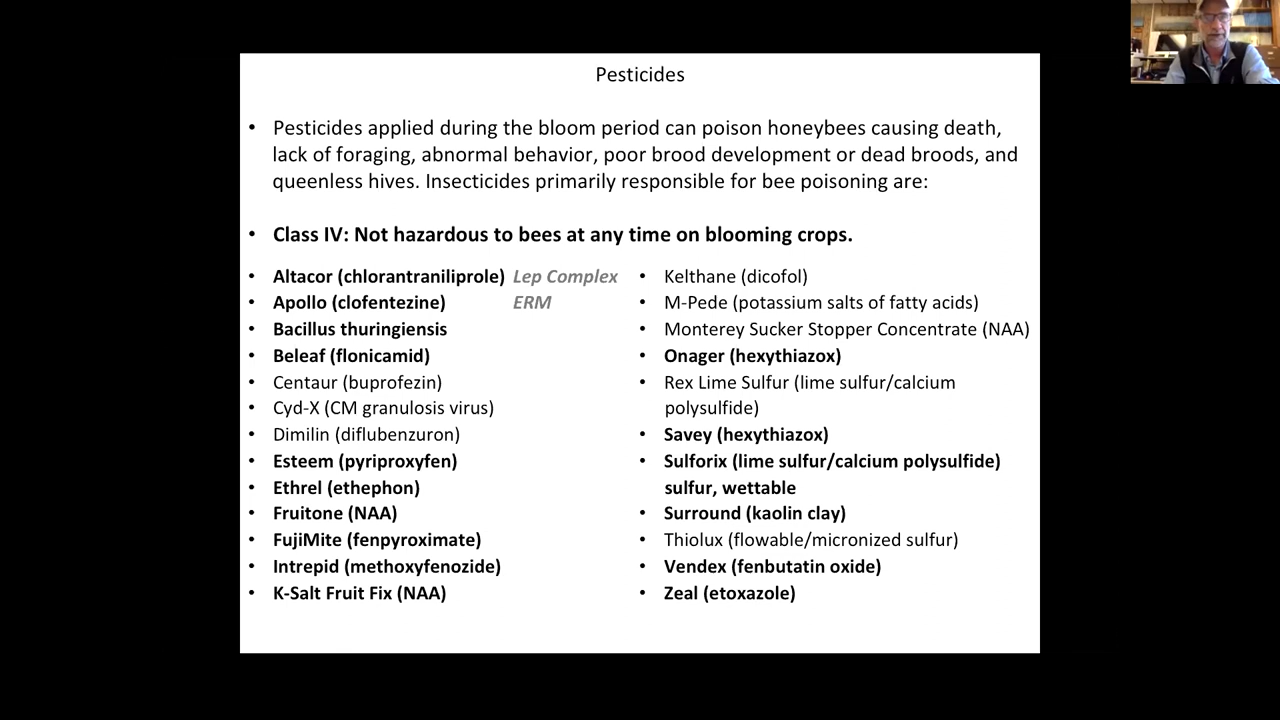 Pesticides
• Pesticides applied during the bloom period can poison honeybees causing death,
lack of foraging, abnormal behavior, poor brood development or dead broods, and
queenless hives. Insecticides primarily responsible for bee poisoning are:
• Class IV: Not hazardous to bees at any time on blooming crops.
• Altacor (chlorantraniliprole) Lep Complex
• Apollo (clofentezine) ERM
• Bacillus thuringiensis
• Beleaf (flonicamid)
• Centaur (buprofezin)
• Cyd-X (CM granulosis virus)
• Dimilin (diflubenzuron)
• Esteem (pyriproxyfen)
• Ethrel (ethephon)
• Fruitone (NAA)
• FujiMite (fenpyroximate)
• Intrepid (methoxyfenozide)
• K-Salt Fruit Fix (NAA)
• Kelthane (dicofol)
• M-Pede (potassium salts of fatty acids)
• Monterey Sucker Stopper Concentrate (NAA)
• Onager (hexythiazox)
• Rex Lime Sulfur (lime sulfur/calcium
polysulfide)
• Savey (hexythiazox)
• Sulforix (lime sulfur/calcium polysulfide)
sulfur, wettable
• Surround (kaolin clay)
• Thiolux (flowable/micronized sulfur)
• Vendex (fenbutatin oxide)
• Zeal (etoxazole)